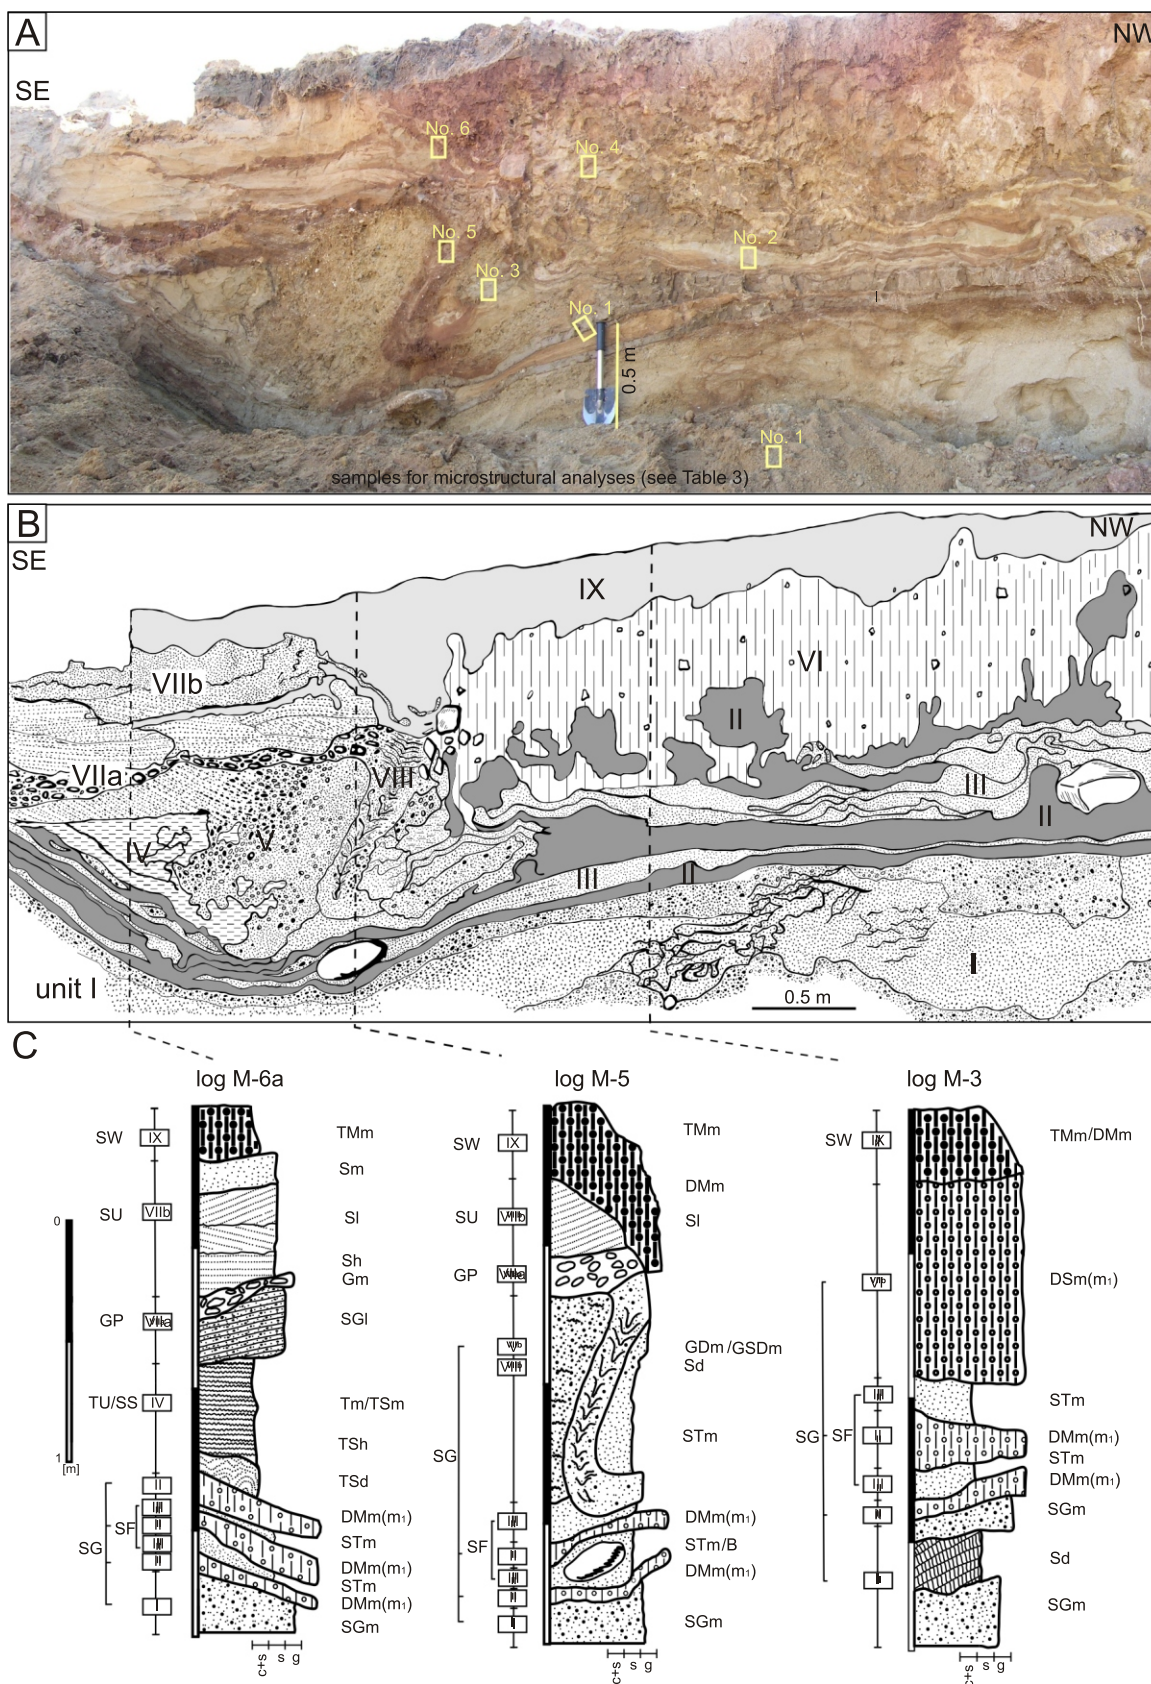 A
NW
SE
No. 6
No. 4
No. 5
No. 2
No. 3
No. 1
0.5 m
No. 1
samples for microstructural analyses (see Table 3)
B
NW
SE
IX
VI
VIIb
II
VIIa
VIII
III
II
IV
V
III
II
I
unit I
0.5 m
C
log M-6a
log M-5
log M-3
SW IX TMm
Sm
SU VIIb Sl
Sh
Gm
GP SGl
TU/SS IV Tm/TSm
TSh
TSd
II
SF
SG
DMm(m1)
STm
DMm(m1)
STm
DMm(m1)
I
SGm
0
1
[m]
c+s s g
SW IX TMm
DMm
SU Sl
GP
GDm/GSDm
Sd
SG
STm
SF
DMm(m1)
STm/B
DMm(m1)
SGm
c+s s g
SW TMm/DMm
DSm(m1)
SG SF
STm
DMm(m1)
STm
DMm(m1)
SGm
Sd
SGm
c+s s g